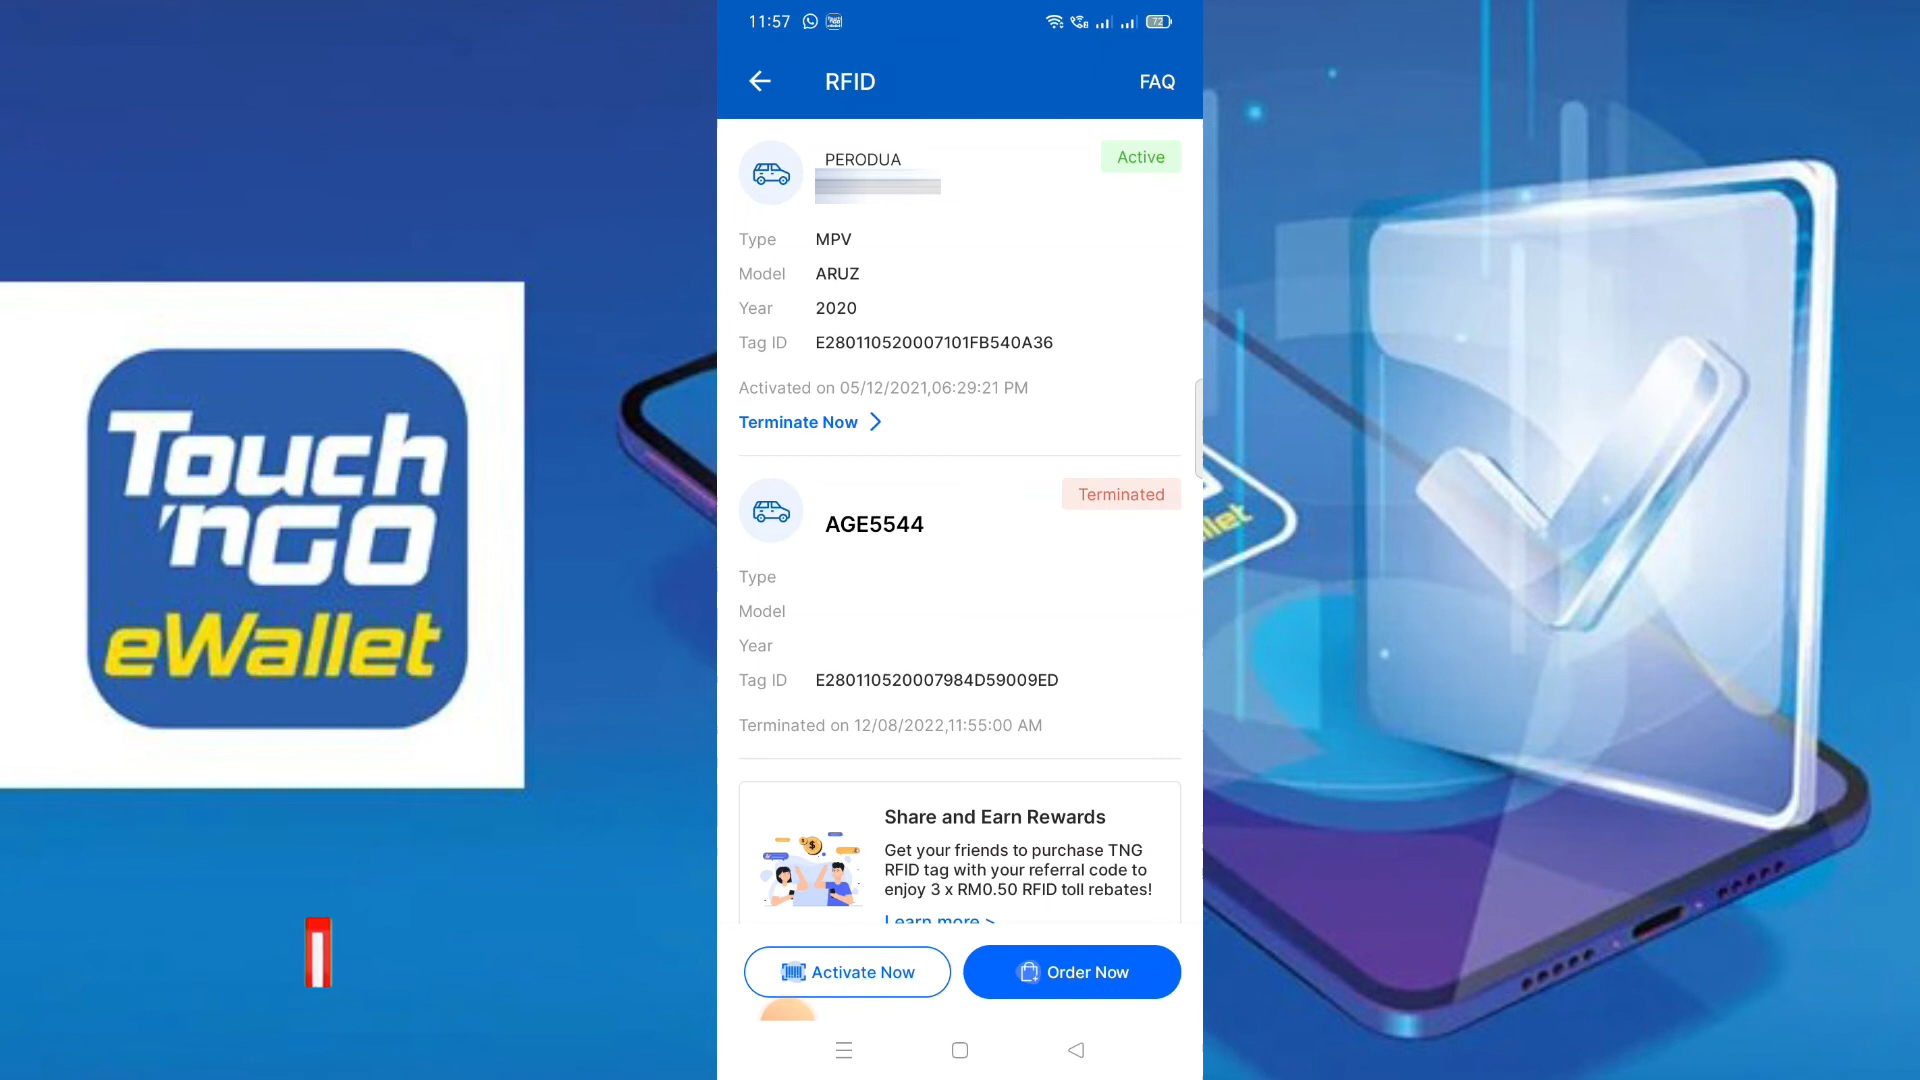 Touch
'nGO
eWallet
11:57
72
RFID
FAQ
PERODUA
Active
Type MPV
Model ARUZ
Year 2020
Tag ID E280110520007101FB540A36
Activated on 05/12/2021,06:29:21 PM
Terminate Now
Terminated
AGE5544
Type
Model
Year
Tag ID E280110520007984D59009ED
Terminated on 12/08/2022,11:55:00 AM
Share and Earn Rewards
Get your friends to purchase TNG
RFID tag with your referral code to
enjoy 3 x RM0.50 RFID toll rebates!
Learn more >
Activate Now
Order Now